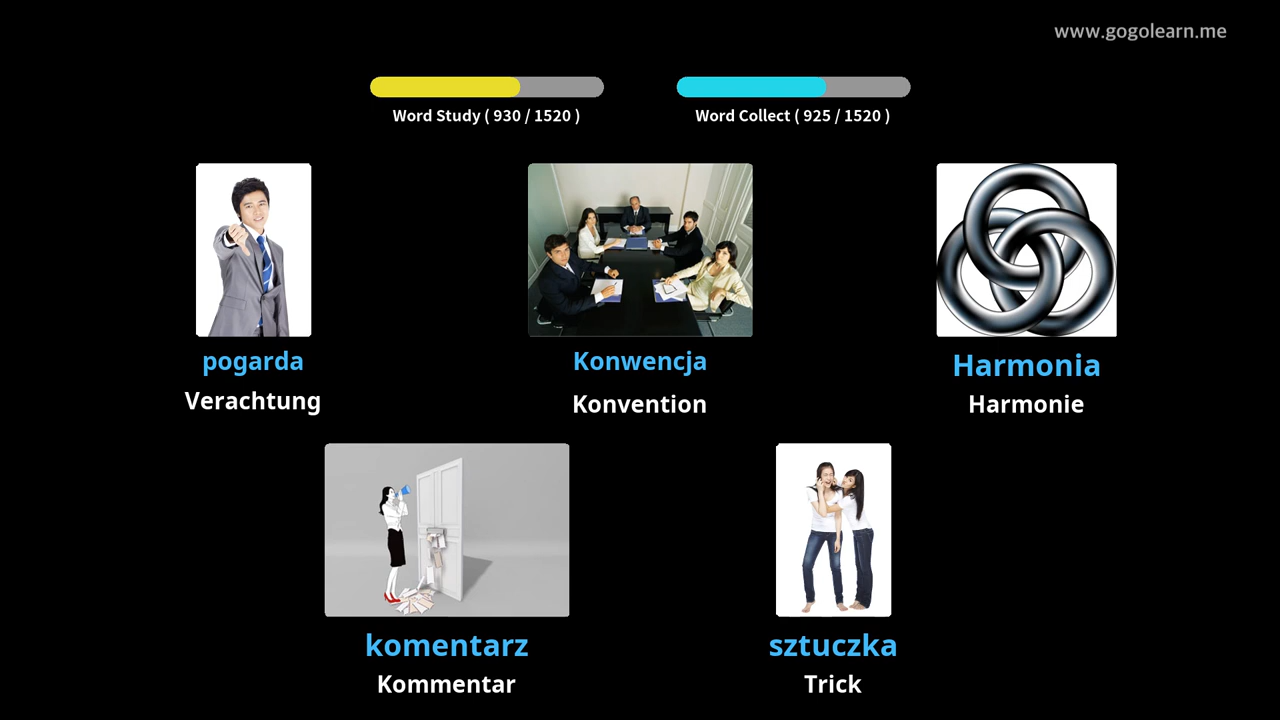 www.gogolearn.me
Word Study ( 930 / 1520 )
Word Collect ( 925 / 1520 )
pogarda
Verachtung
Konwencja
Konvention
Harmonia
Harmonie
komentarz
Kommentar
sztuczka
Trick